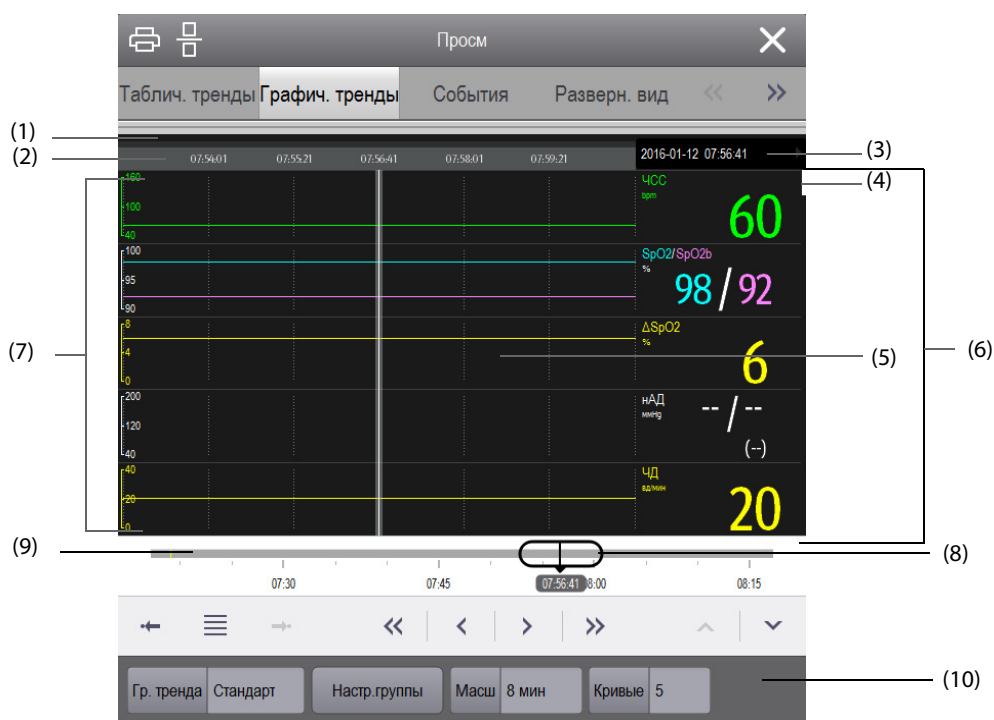 Просм
Таблич. тренды Графич. тренды События Разверн. вид
(1)
(2) 07:54:01 07:55:21 07:56:41 07:58:01 07:59:21 2016-01-12 07:56:41 (3)
(4)
160
100
40
ЧСС
bpm
60
100
95
90
SpO2/SpO2b
%
98 / 92
(7)
8
4
0
ΔSpO2
%
6
(5)
(6)
200
120
40
нАД
ммHg
-- / --
(--)
40
20
0
ЧД
вд/мин
20
(9) (8)
07:30 07:45 07:56:41 8:00 08:15
Гр. тренда Стандарт Настр.группы Масш 8 мин Кривые 5 (10)